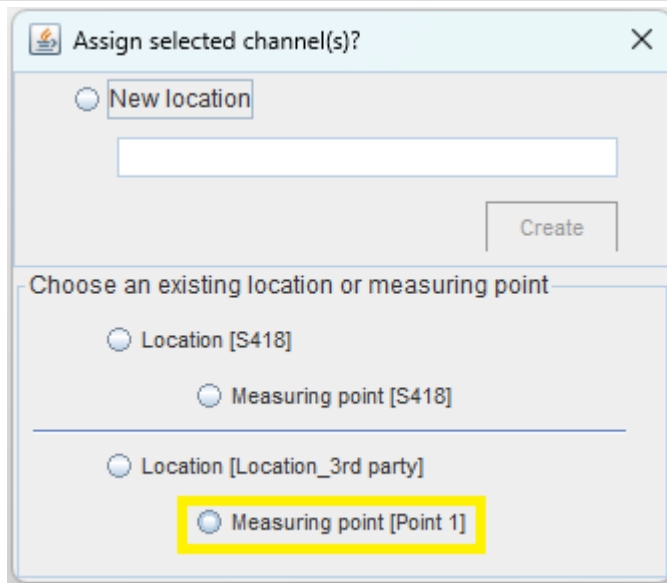 Assign selected channel(s)?
New location
Create
Choose an existing location or measuring point
Location [S418]
Measuring point [S418]
Location [Location_3rd party]
Measuring point [Point 1]